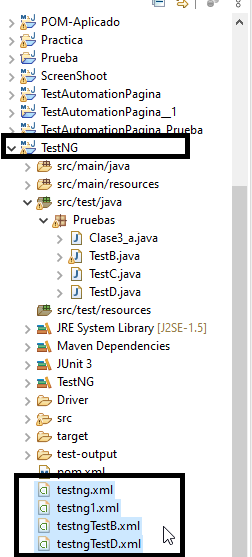 POM-Aplicado
Practica
Prueba
ScreenShoot
TestAutomationPagina
TestAutomationPagina__1
TestAutomationPagina_Prueba
TestNG
src/main/java
src/main/resources
src/test/java
Pruebas
Clase3_a.java
TestB.java
TestC.java
TestD.java
src/test/resources
JRE System Library [J2SE-1.5]
Maven Dependencies
JUnit 3
TestNG
Driver
src
target
test-output
pom.xml
testng.xml
testng1.xml
testngTestB.xml
testngTestD.xml